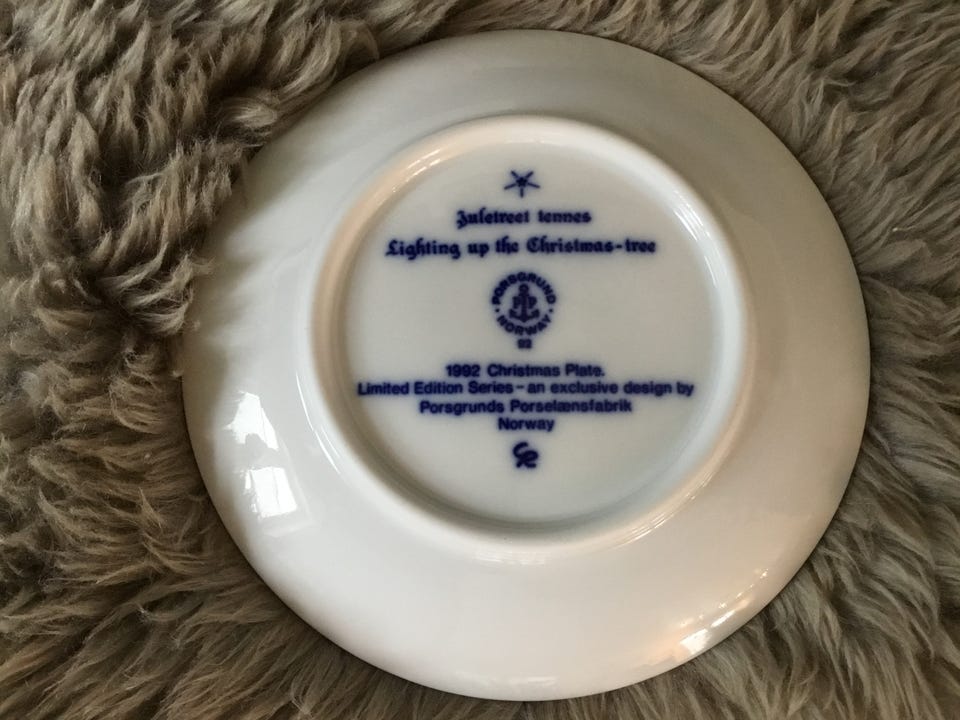 Juletreet tennes
Lighting up the Christmas-tree
PORSGRUND
PP
NORWAY
92
1992 Christmas Plate.
Limited Edition Series – an exclusive design by
Porsgrunds Porselænsfabrik
Norway